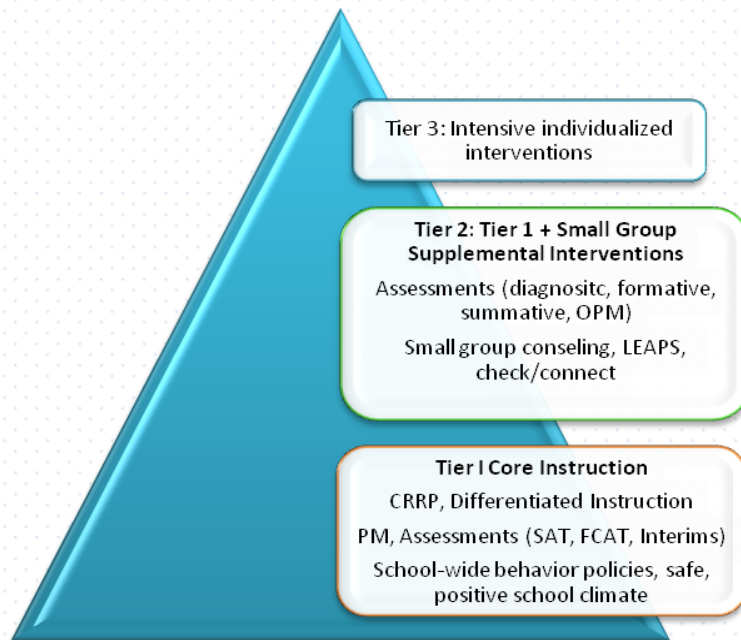 Tier 3: Intensive individualized
interventions
Tier 2: Tier 1 + Small Group
Supplemental Interventions
Assessments (diagnositc, formative,
summative, OPM)
Small group conseling, LEAPS,
check/connect
Tier I Core Instruction
CRRP, Differentiated Instruction
PM, Assessments (SAT, FCAT, Interims)
School-wide behavior policies, safe,
positive school climate